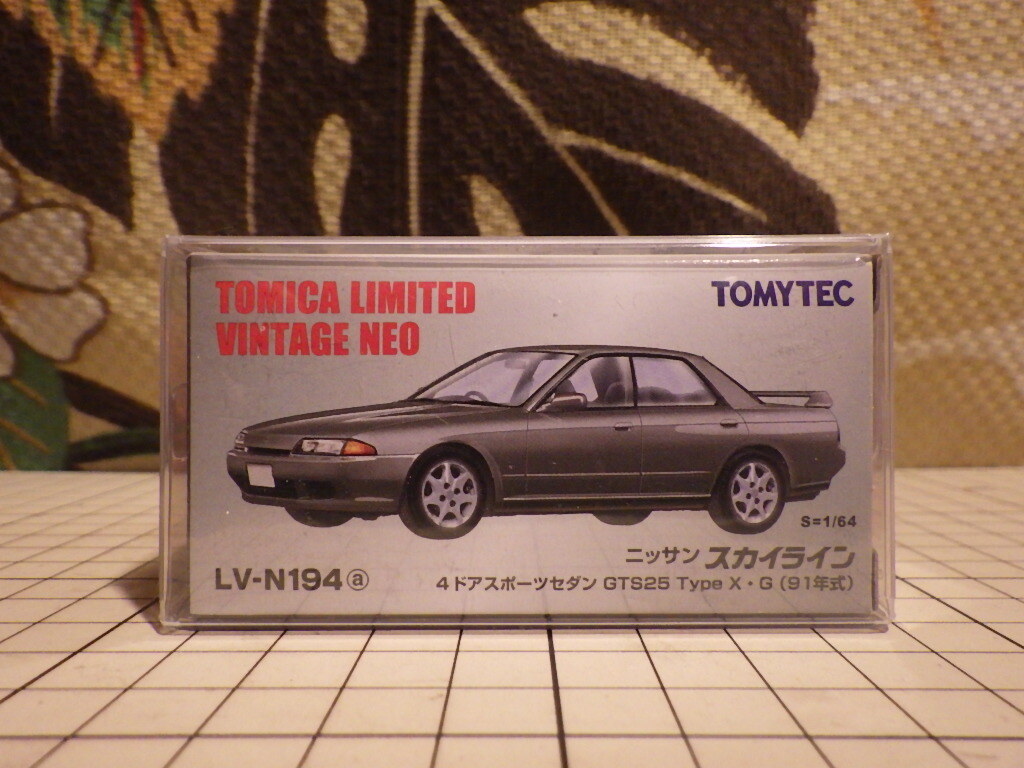 TOMICA LIMITED
VINTAGE NEO
TOMYTEC
S=1/64
ニッサン スカイライン
LV-N194ⓐ
4ドアスポーツセダン GTS25 Type X・G (91年式)